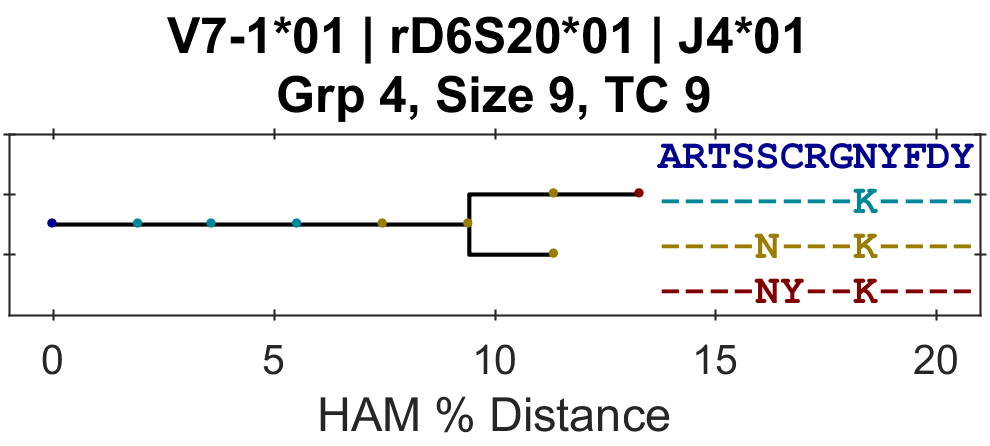 V7-1*01 | rD6S20*01 | J4*01
Grp 4, Size 9, TC 9
ARTSSCRGNYFDY
---------K-----
-----N----K-----
-----NY---K-----
0 5 10 15 20
HAM % Distance